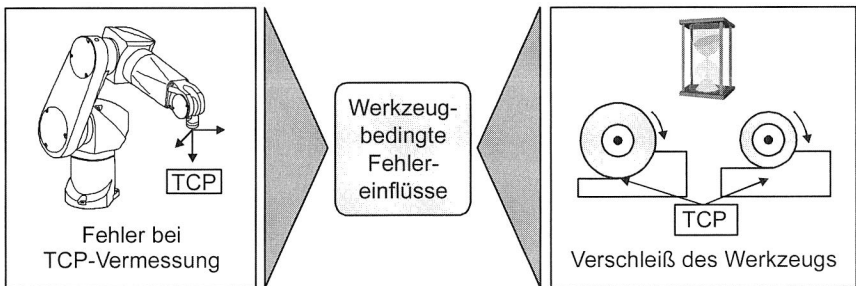 TCP
Fehler bei
TCP-Vermessung
Werkzeug-
bedingte
Fehler-
einflüsse
TCP
Verschleiß des Werkzeugs